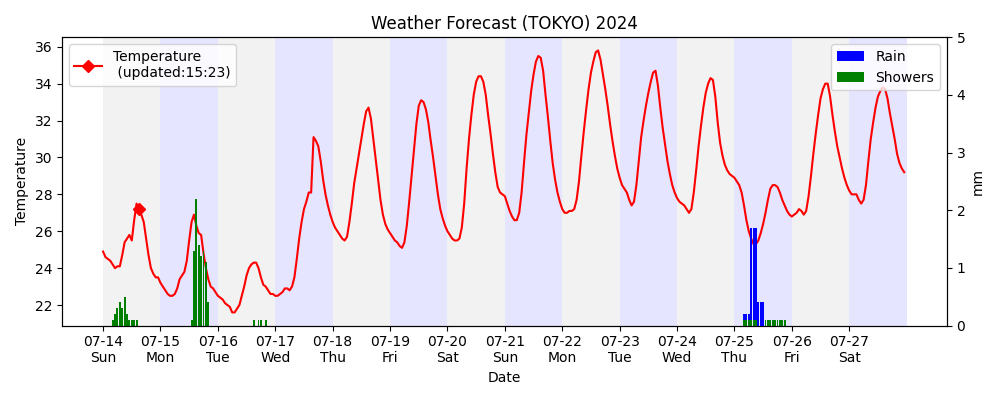 Weather Forecast (TOKYO) 2024
Temperature
(updated:15:23)
Rain
Showers
36
34
32
30
28
26
24
22
Temperature
5
4
3
2
1
0
mm
07-14 07-15 07-16 07-17 07-18 07-19 07-20 07-21 07-22 07-23 07-24 07-25 07-26 07-27
Sun Mon Tue Wed Thu Fri Sat Sun Mon Tue Wed Thu Fri Sat
Date